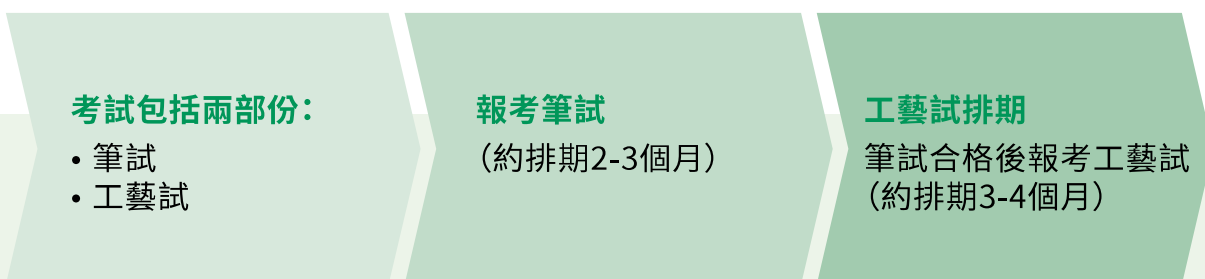 考試包括兩部份：
• 筆試
• 工藝試
報考筆試
（約排期2-3個月）
工藝試排期
筆試合格後報考工藝試
（約排期3-4個月）